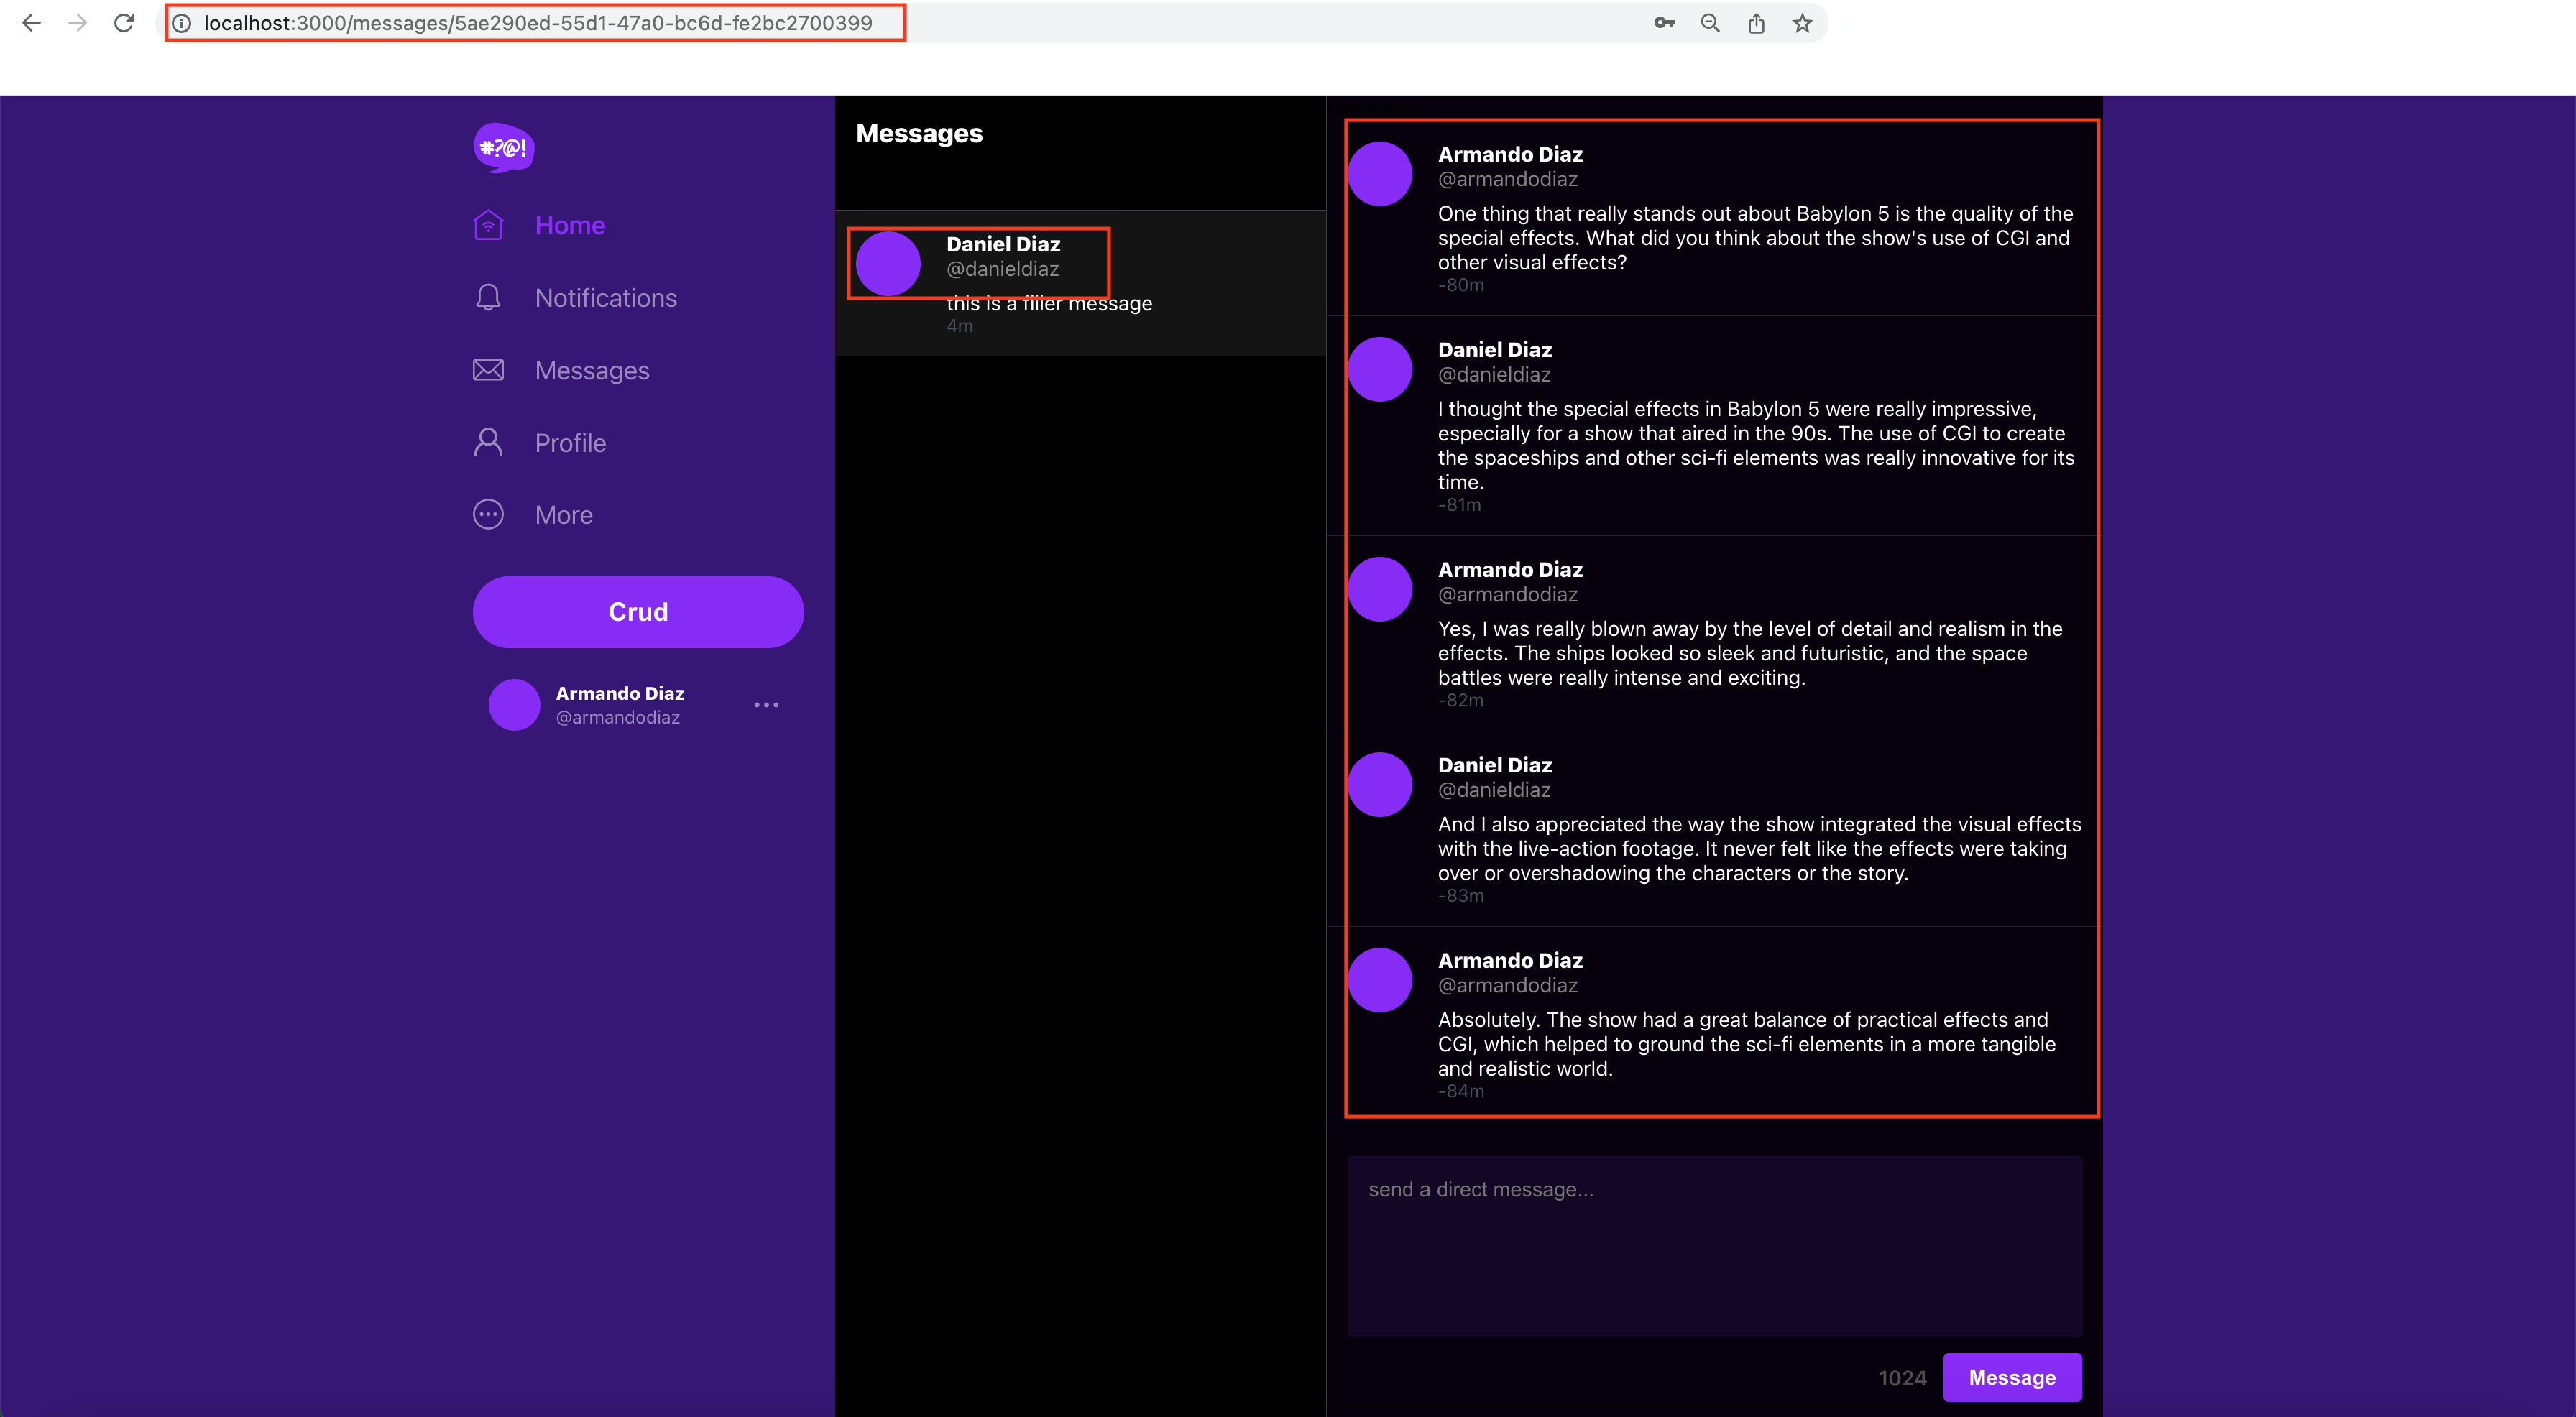 localhost:3000/messages/5ae290ed-55d1-47a0-bc6d-fe2bc2700399
#?@!
Home
Notifications
Messages
Profile
More
Crud
Armando Diaz
@armandodiaz
Messages
Daniel Diaz
@danieldiaz
this is a filler message
4m
Armando Diaz
@armandodiaz
One thing that really stands out about Babylon 5 is the quality of the
special effects. What did you think about the show's use of CGI and
other visual effects?
-80m
Daniel Diaz
@danieldiaz
I thought the special effects in Babylon 5 were really impressive,
especially for a show that aired in the 90s. The use of CGI to create
the spaceships and other sci-fi elements was really innovative for its
time.
-81m
Armando Diaz
@armandodiaz
Yes, I was really blown away by the level of detail and realism in the
effects. The ships looked so sleek and futuristic, and the space
battles were really intense and exciting.
-82m
Daniel Diaz
@danieldiaz
And I also appreciated the way the show integrated the visual effects
with the live-action footage. It never felt like the effects were taking
over or overshadowing the characters or the story.
-83m
Armando Diaz
@armandodiaz
Absolutely. The show had a great balance of practical effects and
CGI, which helped to ground the sci-fi elements in a more tangible
and realistic world.
-84m
send a direct message...
1024
Message